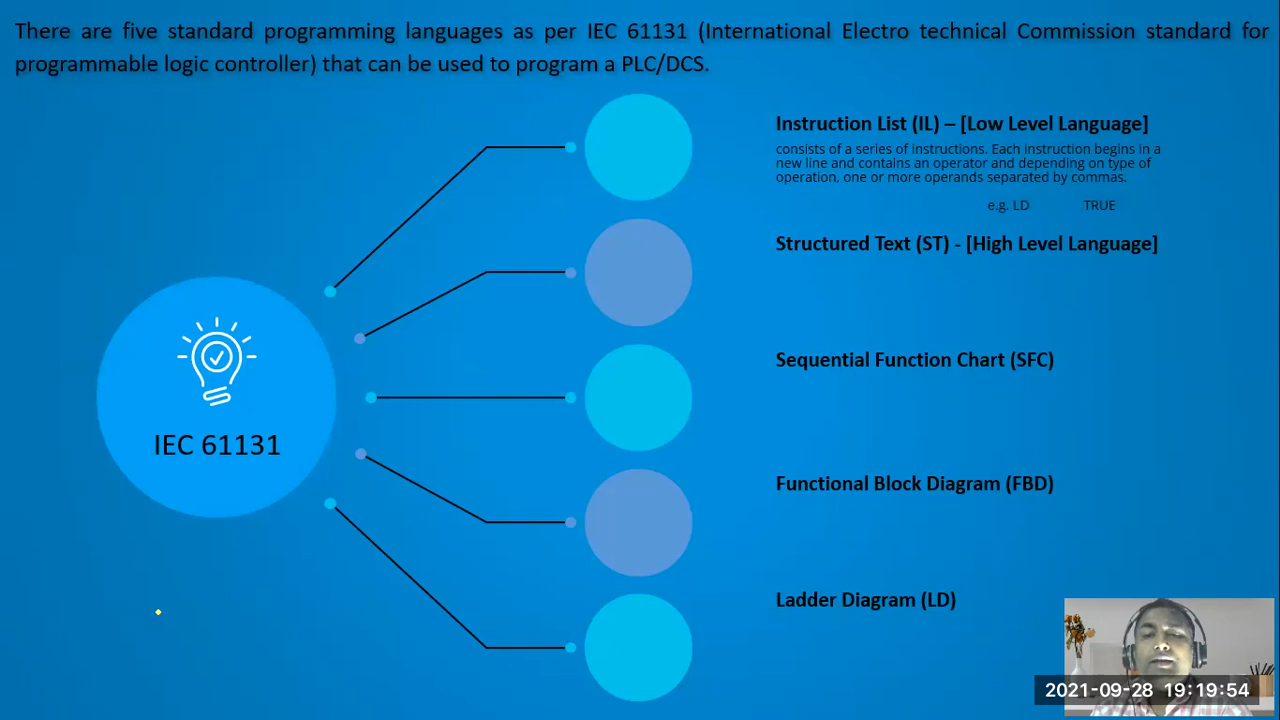 There are five standard programming languages as per IEC 61131 (International Electro technical Commission standard for
programmable logic controller) that can be used to program a PLC/DCS.
Instruction List (IL) – [Low Level Language]
consists of a series of instructions. Each instruction begins in a
new line and contains an operator and depending on type of
operation, one or more operands separated by commas.
e.g. LD TRUE
Structured Text (ST) - [High Level Language]
Sequential Function Chart (SFC)
IEC 61131
Functional Block Diagram (FBD)
Ladder Diagram (LD)
2021-09-28 19:19:54